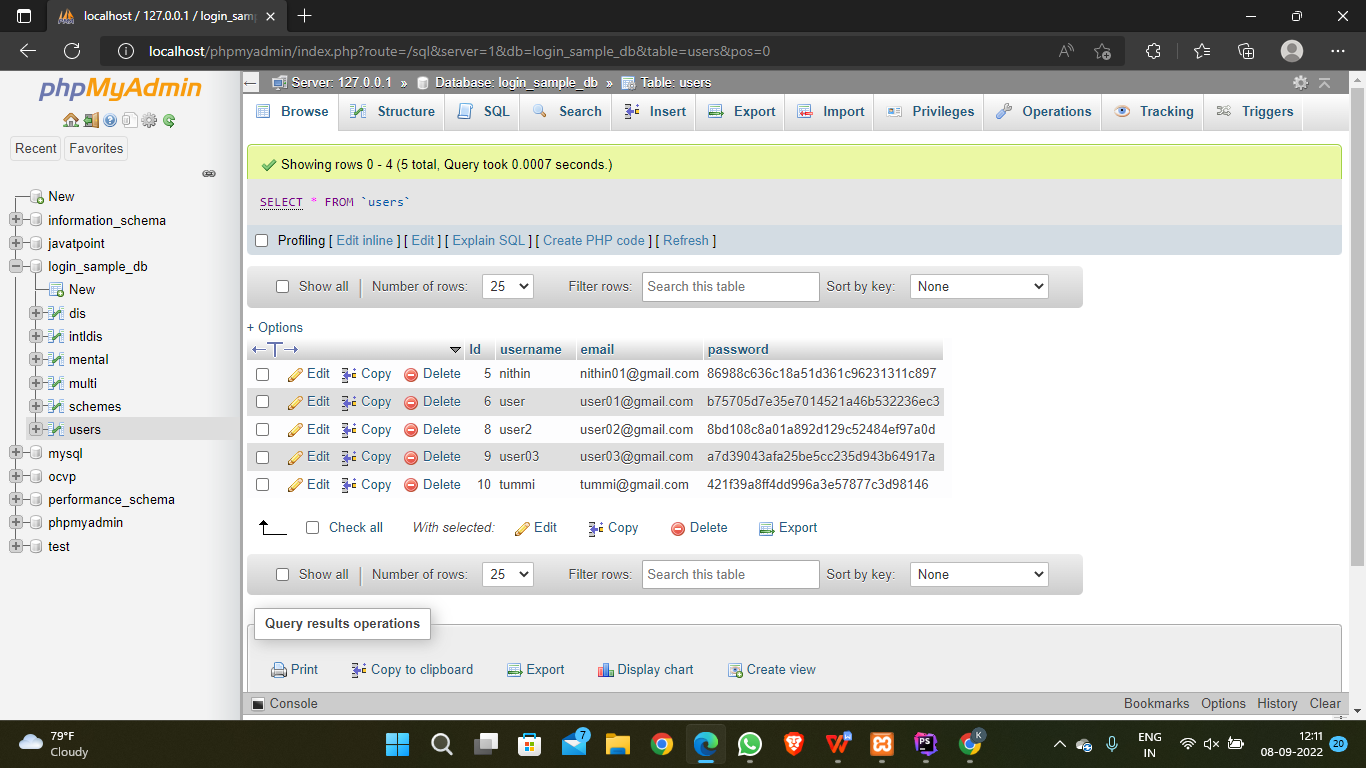 localhost / 127.0.0.1 / login_sam
localhost/phpmyadmin/index.php?route=/sql&server=1&db=login_sample_db&table=users&pos=0
phpMyAdmin
Recent Favorites
New
information_schema
javatpoint
login_sample_db
New
dis
intldis
mental
multi
schemes
users
mysql
ocvp
performance_schema
phpmyadmin
test
Server: 127.0.0.1 » Database: login_sample_db » Table: users
Browse Structure SQL Search Insert Export Import Privileges Operations Tracking Triggers
Showing rows 0 - 4 (5 total, Query took 0.0007 seconds.)
SELECT * FROM `users`
Profiling [ Edit inline ] [ Edit ] [ Explain SQL ] [ Create PHP code ] [ Refresh ]
Show all Number of rows: 25 Filter rows: Search this table Sort by key: None
+ Options
Id username email password
Edit Copy Delete 5 nithin nithin01@gmail.com 86988c636c18a51d361c96231311c897
Edit Copy Delete 6 user user01@gmail.com b75705d7e35e7014521a46b532236ec3
Edit Copy Delete 8 user2 user02@gmail.com 8bd108c8a01a892d129c52484ef97a0d
Edit Copy Delete 9 user03 user03@gmail.com a7d39043afa25be5cc235d943b64917a
Edit Copy Delete 10 tummi tummi@gmail.com 421f39a8ff4dd996a3e57877c3d98146
Check all With selected: Edit Copy Delete Export
Show all Number of rows: 25 Filter rows: Search this table Sort by key: None
Query results operations
Print Copy to clipboard Export Display chart Create view
Console Bookmarks Options History Clear
79°F
Cloudy
7
PS
K
ENG
IN
12:11
08-09-2022
20